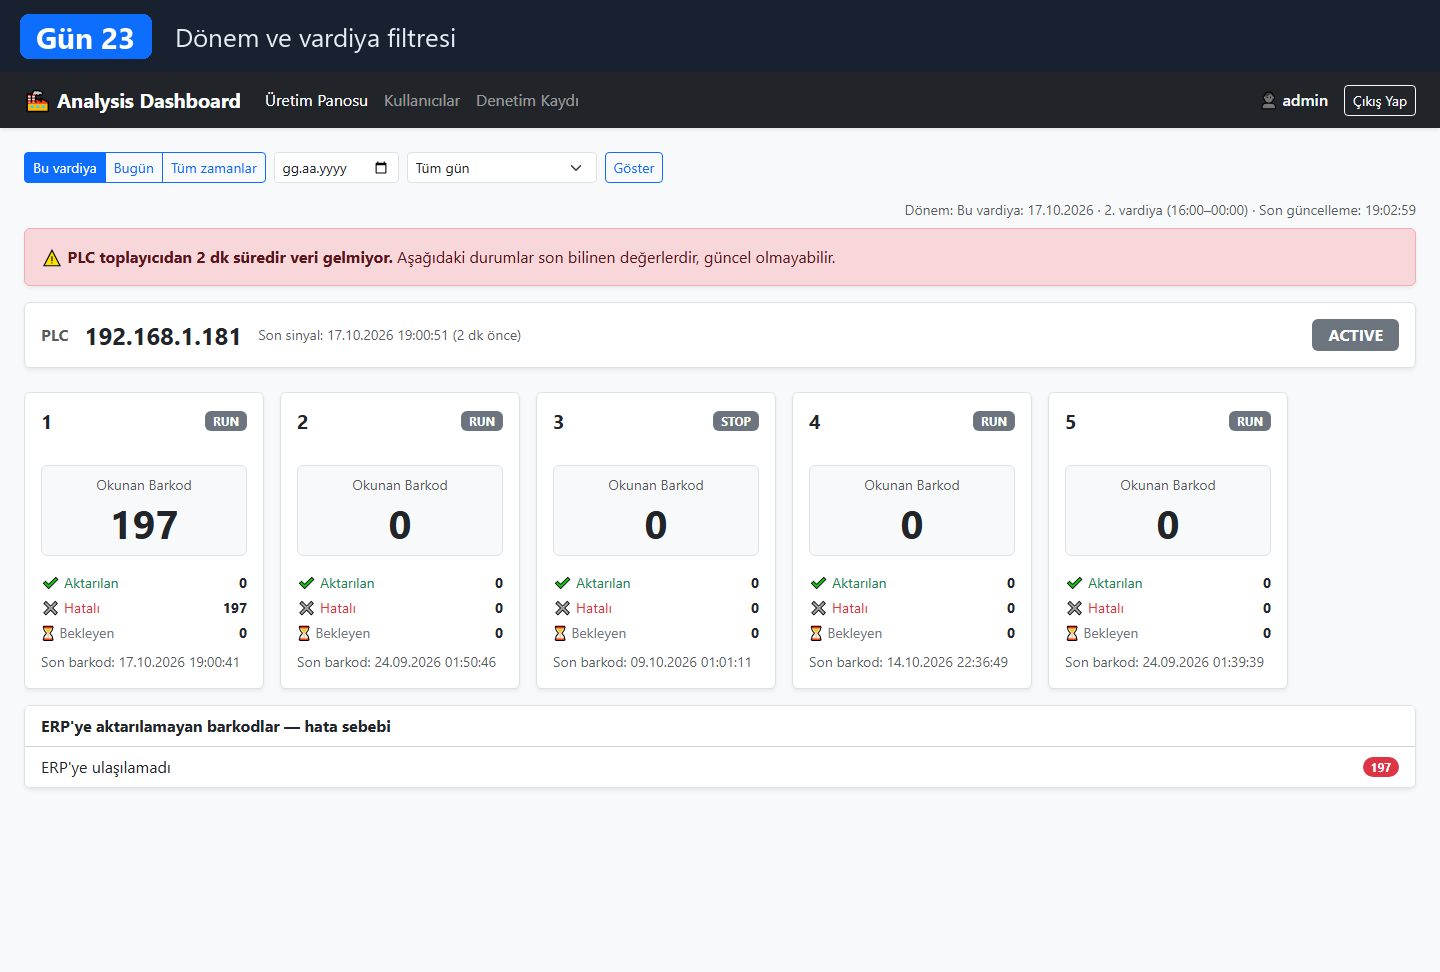 Gün 23 Dönem ve vardiya filtresi
Analysis Dashboard Üretim Panosu Kullanıcılar Denetim Kaydı admin Çıkış Yap
Bu vardiya Bugün Tüm zamanlar gg.aa.yyyy Tüm gün Göster
Dönem: Bu vardiya: 17.10.2026 · 2. vardiya (16:00–00:00) · Son güncelleme: 19:02:59
PLC toplayıcıdan 2 dk süredir veri gelmiyor. Aşağıdaki durumlar son bilinen değerlerdir, güncel olmayabilir.
PLC 192.168.1.181 Son sinyal: 17.10.2026 19:00:51 (2 dk önce) ACTIVE
1 RUN
Okunan Barkod
197
Aktarılan 0
Hatalı 197
Bekleyen 0
Son barkod: 17.10.2026 19:00:41
2 RUN
Okunan Barkod
0
Aktarılan 0
Hatalı 0
Bekleyen 0
Son barkod: 24.09.2026 01:50:46
3 STOP
Okunan Barkod
0
Aktarılan 0
Hatalı 0
Bekleyen 0
Son barkod: 09.10.2026 01:01:11
4 RUN
Okunan Barkod
0
Aktarılan 0
Hatalı 0
Bekleyen 0
Son barkod: 14.10.2026 22:36:49
5 RUN
Okunan Barkod
0
Aktarılan 0
Hatalı 0
Bekleyen 0
Son barkod: 24.09.2026 01:39:39
ERP'ye aktarılamayan barkodlar — hata sebebi
ERP'ye ulaşılamadı 197